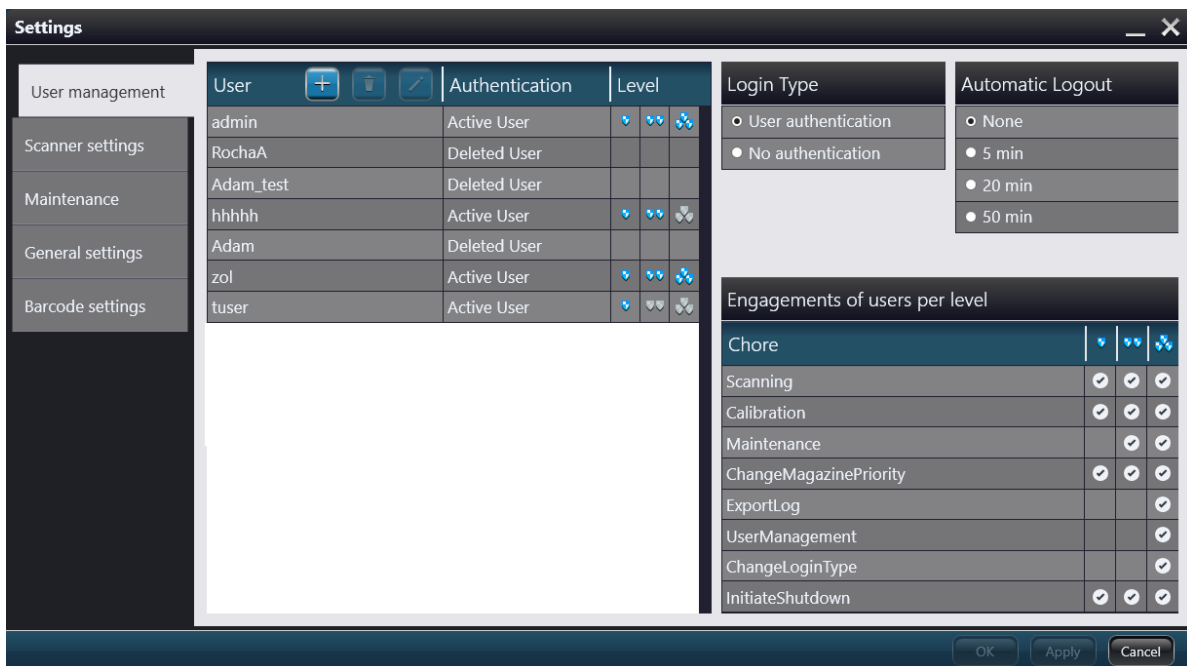 Settings
User management
Scanner settings
Maintenance
General settings
Barcode settings
User Authentication Level
admin Active User
RochaA Deleted User
Adam_test Deleted User
hhhhh Active User
Adam Deleted User
zol Active User
tuser Active User
Login Type
User authentication
No authentication
Automatic Logout
None
5 min
20 min
50 min
Engagements of users per level
Chore
Scanning
Calibration
Maintenance
ChangeMagazinePriority
ExportLog
UserManagement
ChangeLoginType
InitiateShutdown
OK Apply Cancel